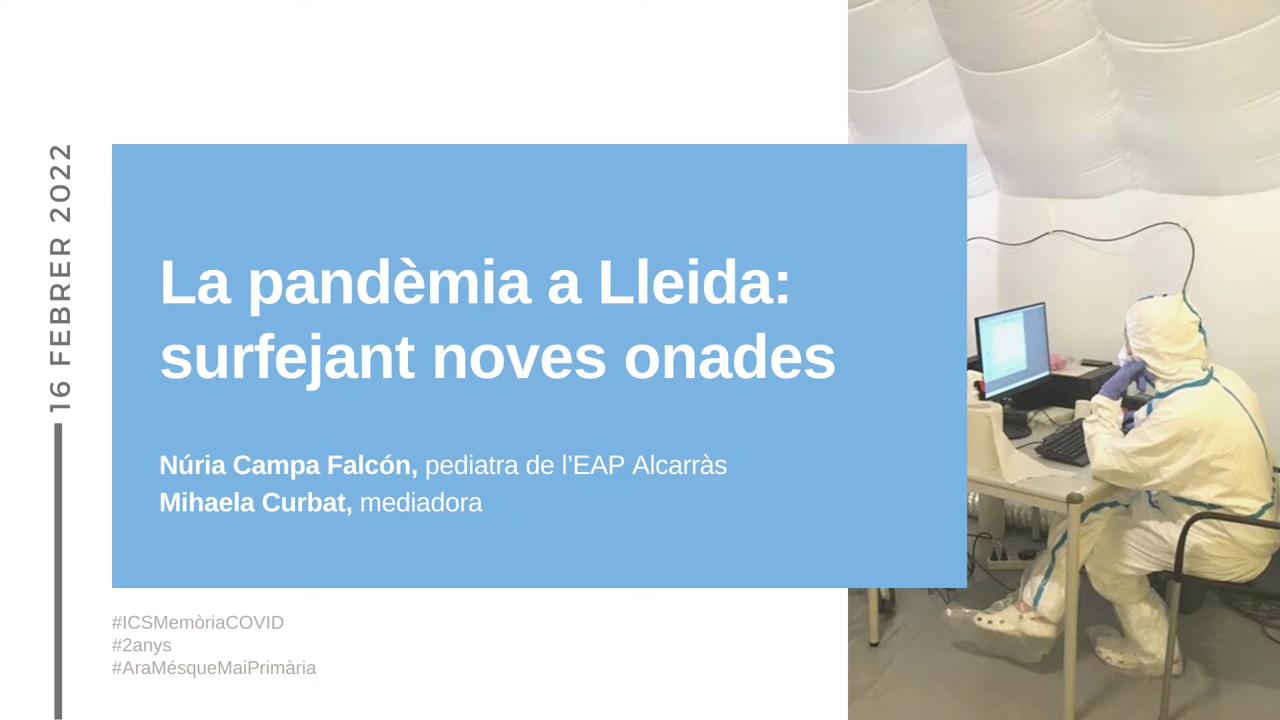 16 FEBRER 2022
La pandèmia a Lleida:
surfejant noves onades
Núria Campa Falcón, pediatra de l’EAP Alcarràs
Mihaela Curbat, mediadora
#ICSMemòriaCOVID
#2anys
#AraMésqueMaiPrimària